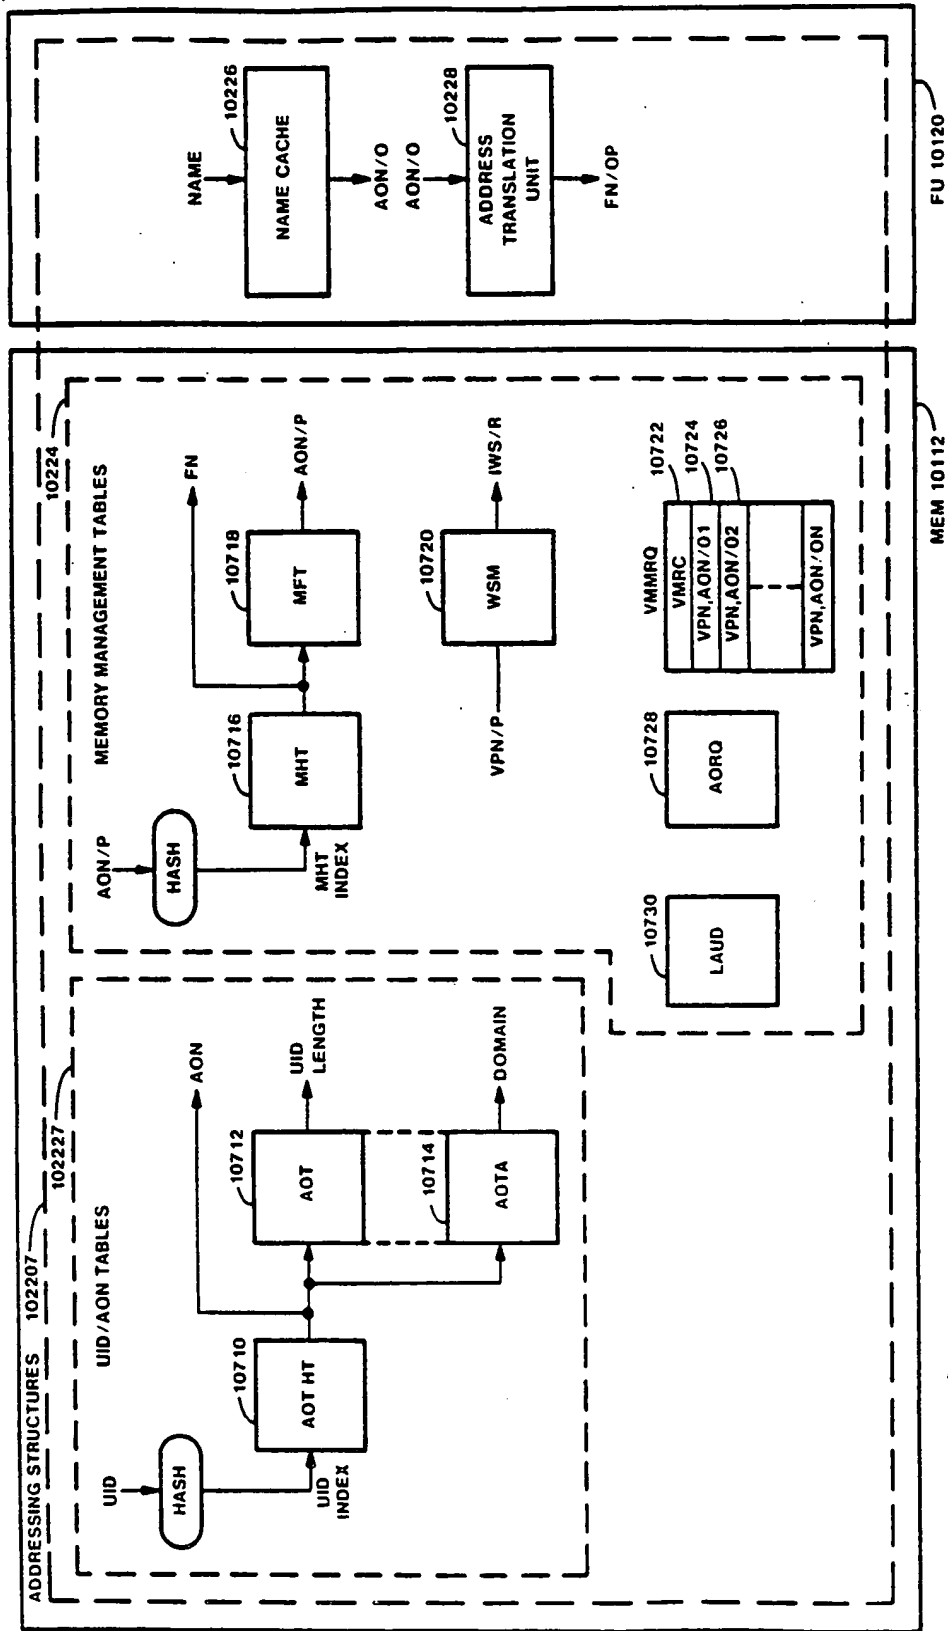 ADDRESSING STRUCTURES 102207
102227
UID/AON TABLES
UID
HASH
UID
INDEX
10710
AOT HT
AON
10712
AOT
UID
LENGTH
10714
AOTA
DOMAIN
10224
MEMORY MANAGEMENT TABLES
AON/P
HASH
MHT
INDEX
10716
MHT
FN
10718
MFT
AON/P
VPN/P
10720
WSM
IWS/R
10730
LAUD
10728
AORQ
VMMRQ
VMRC
10722
VPN,AON/O1
10724
VPN,AON/O2
10726
VPN,AON/ON
MEM 10112
NAME
10226
NAME CACHE
AON/O
AON/O
10228
ADDRESS
TRANSLATION
UNIT
FN/OP
FU 10120